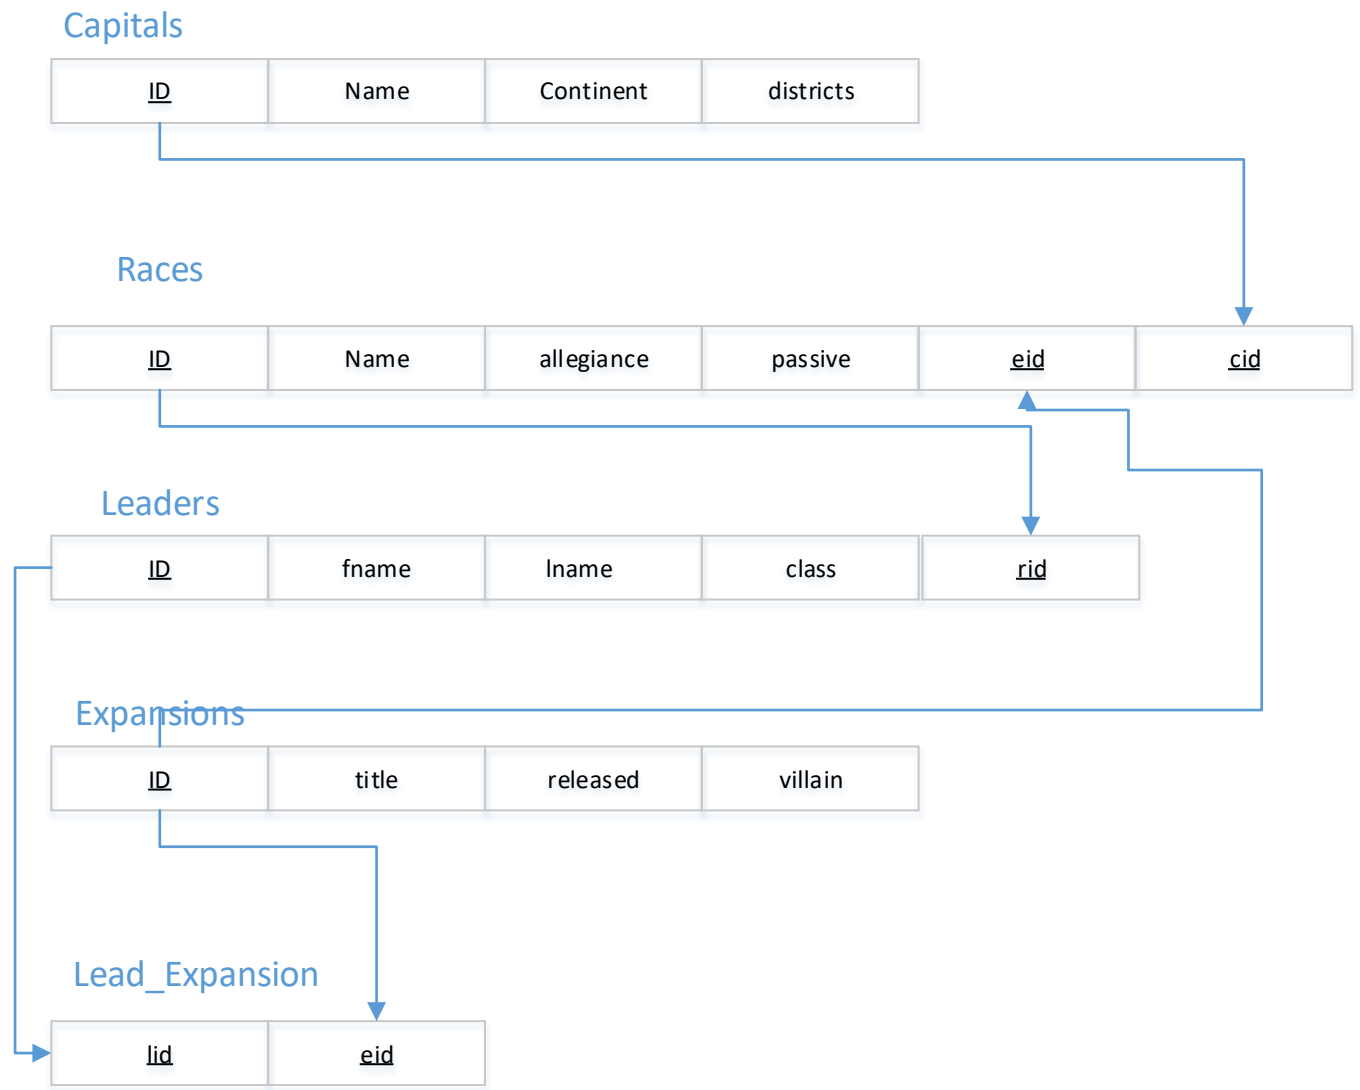 Capitals
ID Name Continent districts
Races
ID Name allegiance passive eid cid
Leaders
ID fname lname class rid
Expansions
ID title released villain
Lead_Expansion
lid eid